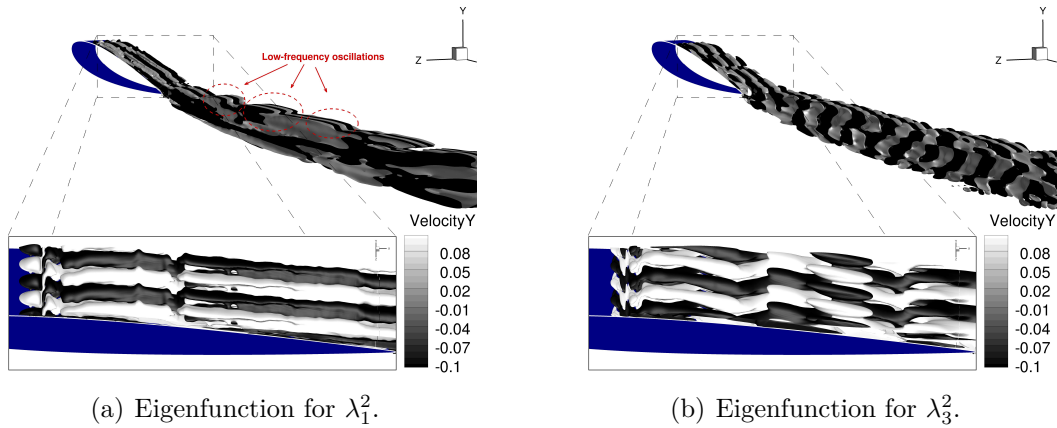 Y
Z
Low-frequency oscillations
VelocityY
0.08
0.05
0.02
-0.01
-0.04
-0.07
-0.1
(a) Eigenfunction for λ₁².
Y
Z
VelocityY
0.08
0.05
0.02
-0.01
-0.04
-0.07
-0.1
(b) Eigenfunction for λ₃².